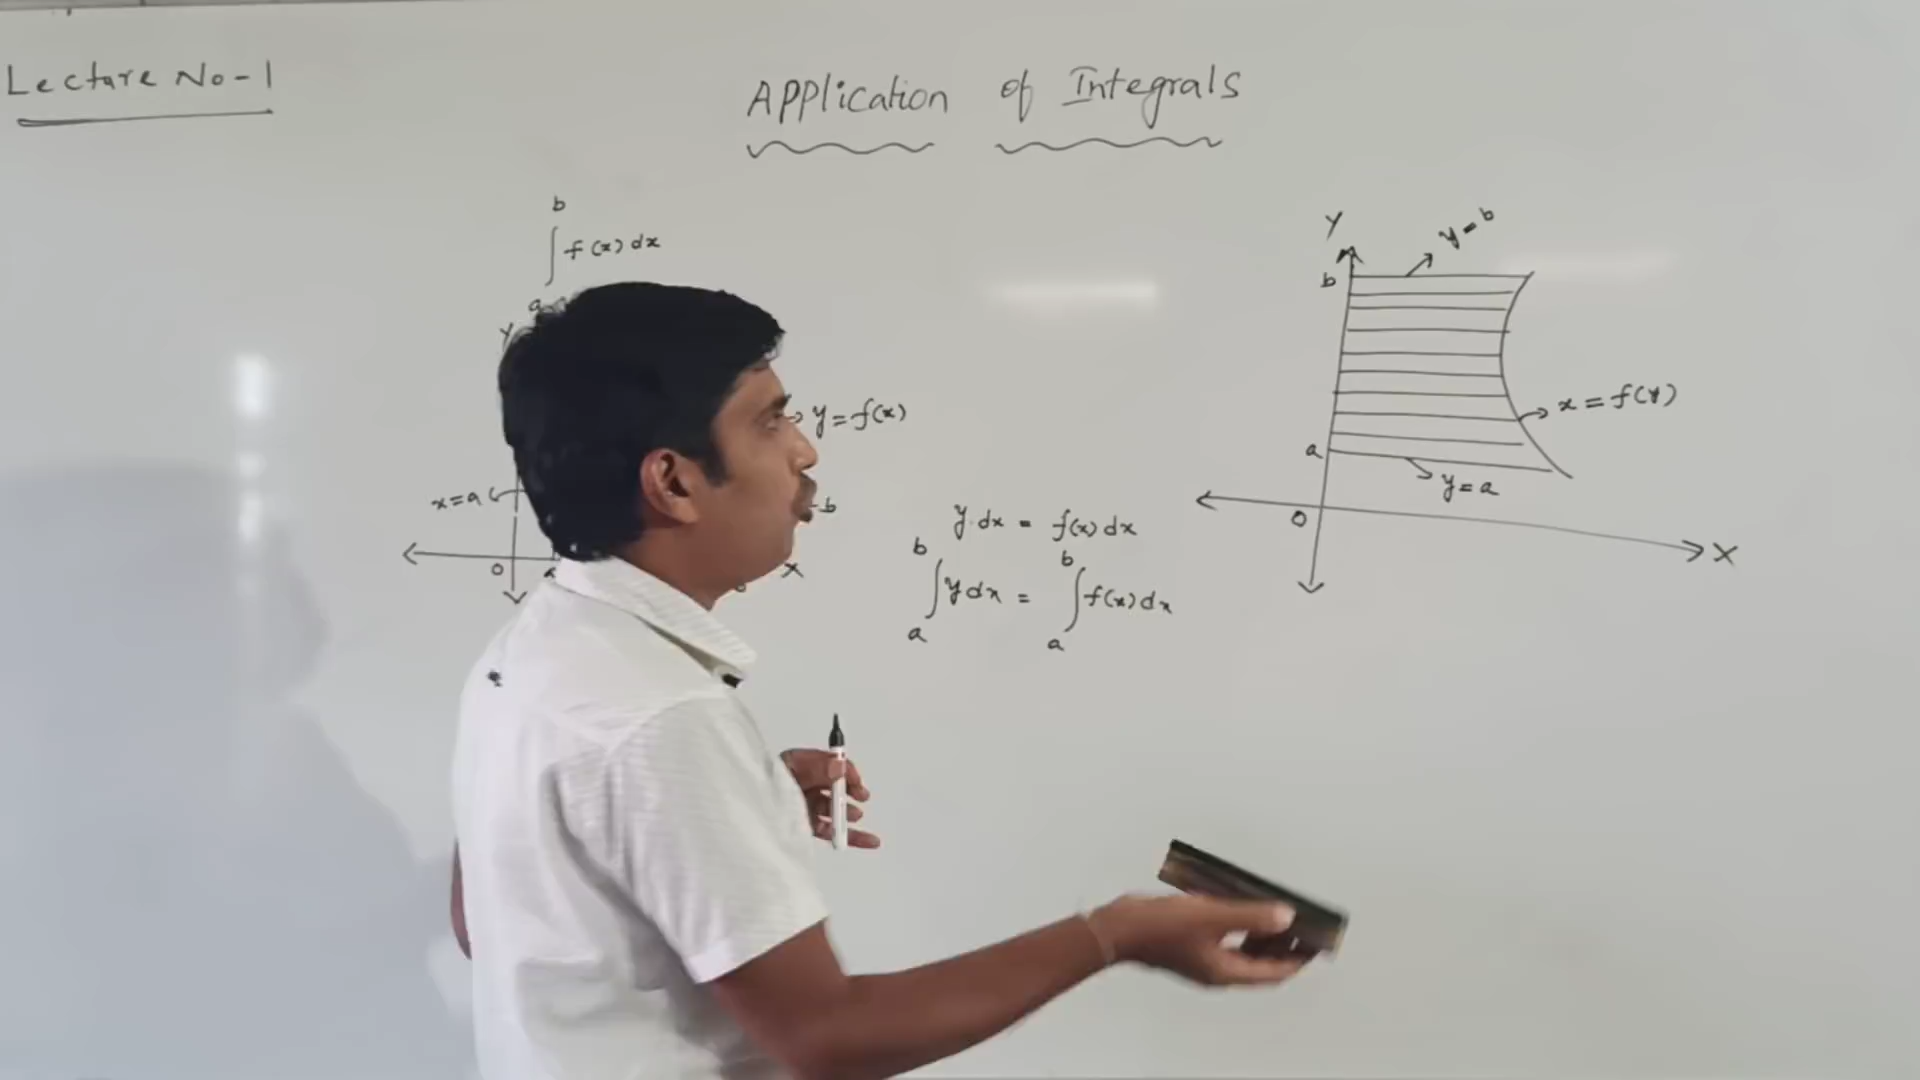 Lecture No-1
Application of Integrals
b
∫ f(x) dx
a
Y
y = f(x)
x=a
b
O a
X
y·dx = f(x) dx
b b
∫ y dx = ∫ f(x) dx
a a
Y
y=b
b
x = f(y)
a
y=a
O
X